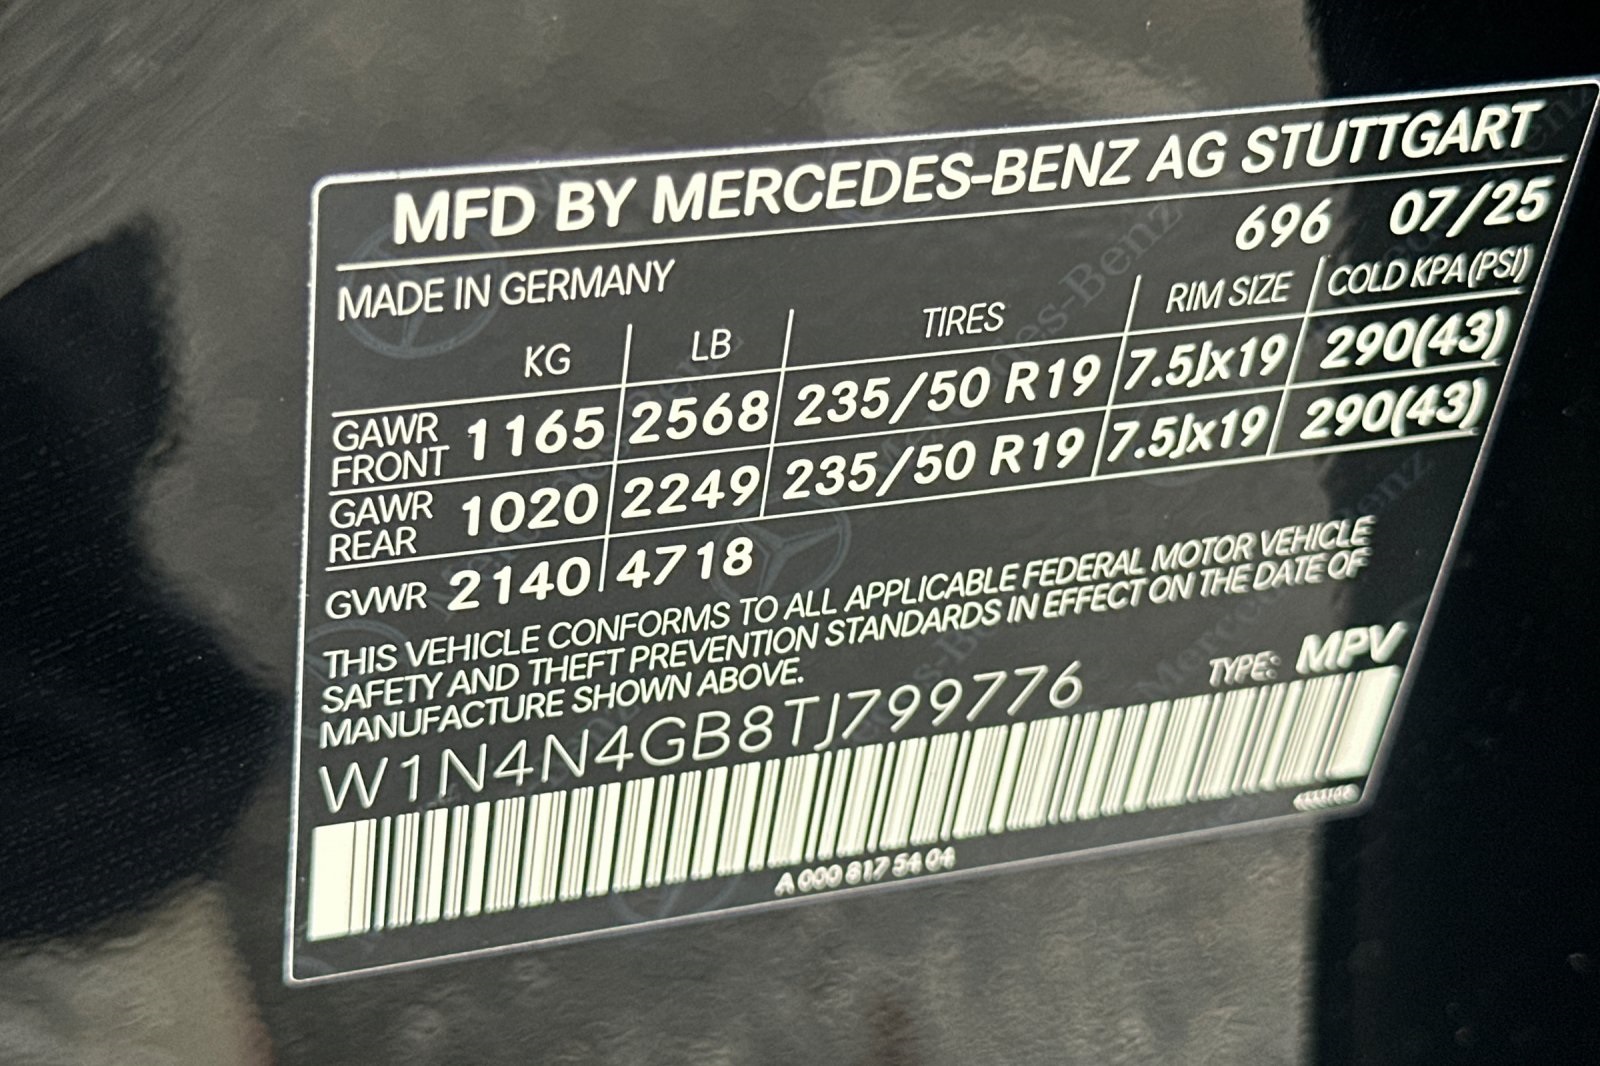 MFD BY MERCEDES-BENZ AG STUTTGART
MADE IN GERMANY 696 07/25
KG LB TIRES RIM SIZE COLD KPA(PSI)
GAWR FRONT 1165 2568 235/50 R19 7.5Jx19 290(43)
GAWR REAR 1020 2249 235/50 R19 7.5Jx19 290(43)
GVWR 2140 4718
THIS VEHICLE CONFORMS TO ALL APPLICABLE FEDERAL MOTOR VEHICLE
SAFETY AND THEFT PREVENTION STANDARDS IN EFFECT ON THE DATE OF
MANUFACTURE SHOWN ABOVE.
W1N4N4GB8TJ799776 TYPE: MPV
A 000 817 54 04